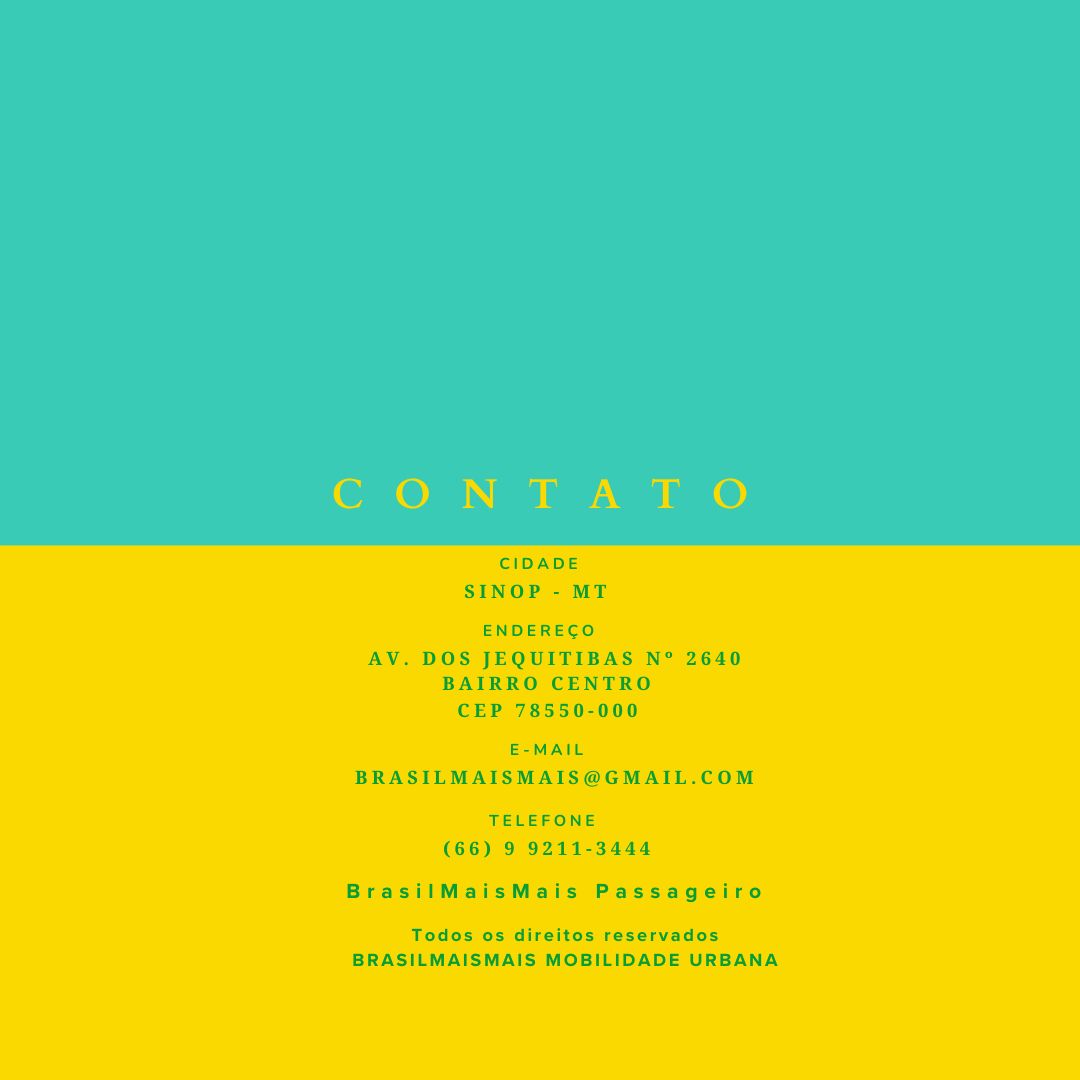 CONTATO
CIDADE
SINOP - MT
ENDEREÇO
AV. DOS JEQUITIBAS Nº 2640
BAIRRO CENTRO
CEP 78550-000
E-MAIL
BRASILMAISMAIS@GMAIL.COM
TELEFONE
(66) 9 9211-3444
BrasilMaisMais Passageiro
Todos os direitos reservados
BRASILMAISMAIS MOBILIDADE URBANA